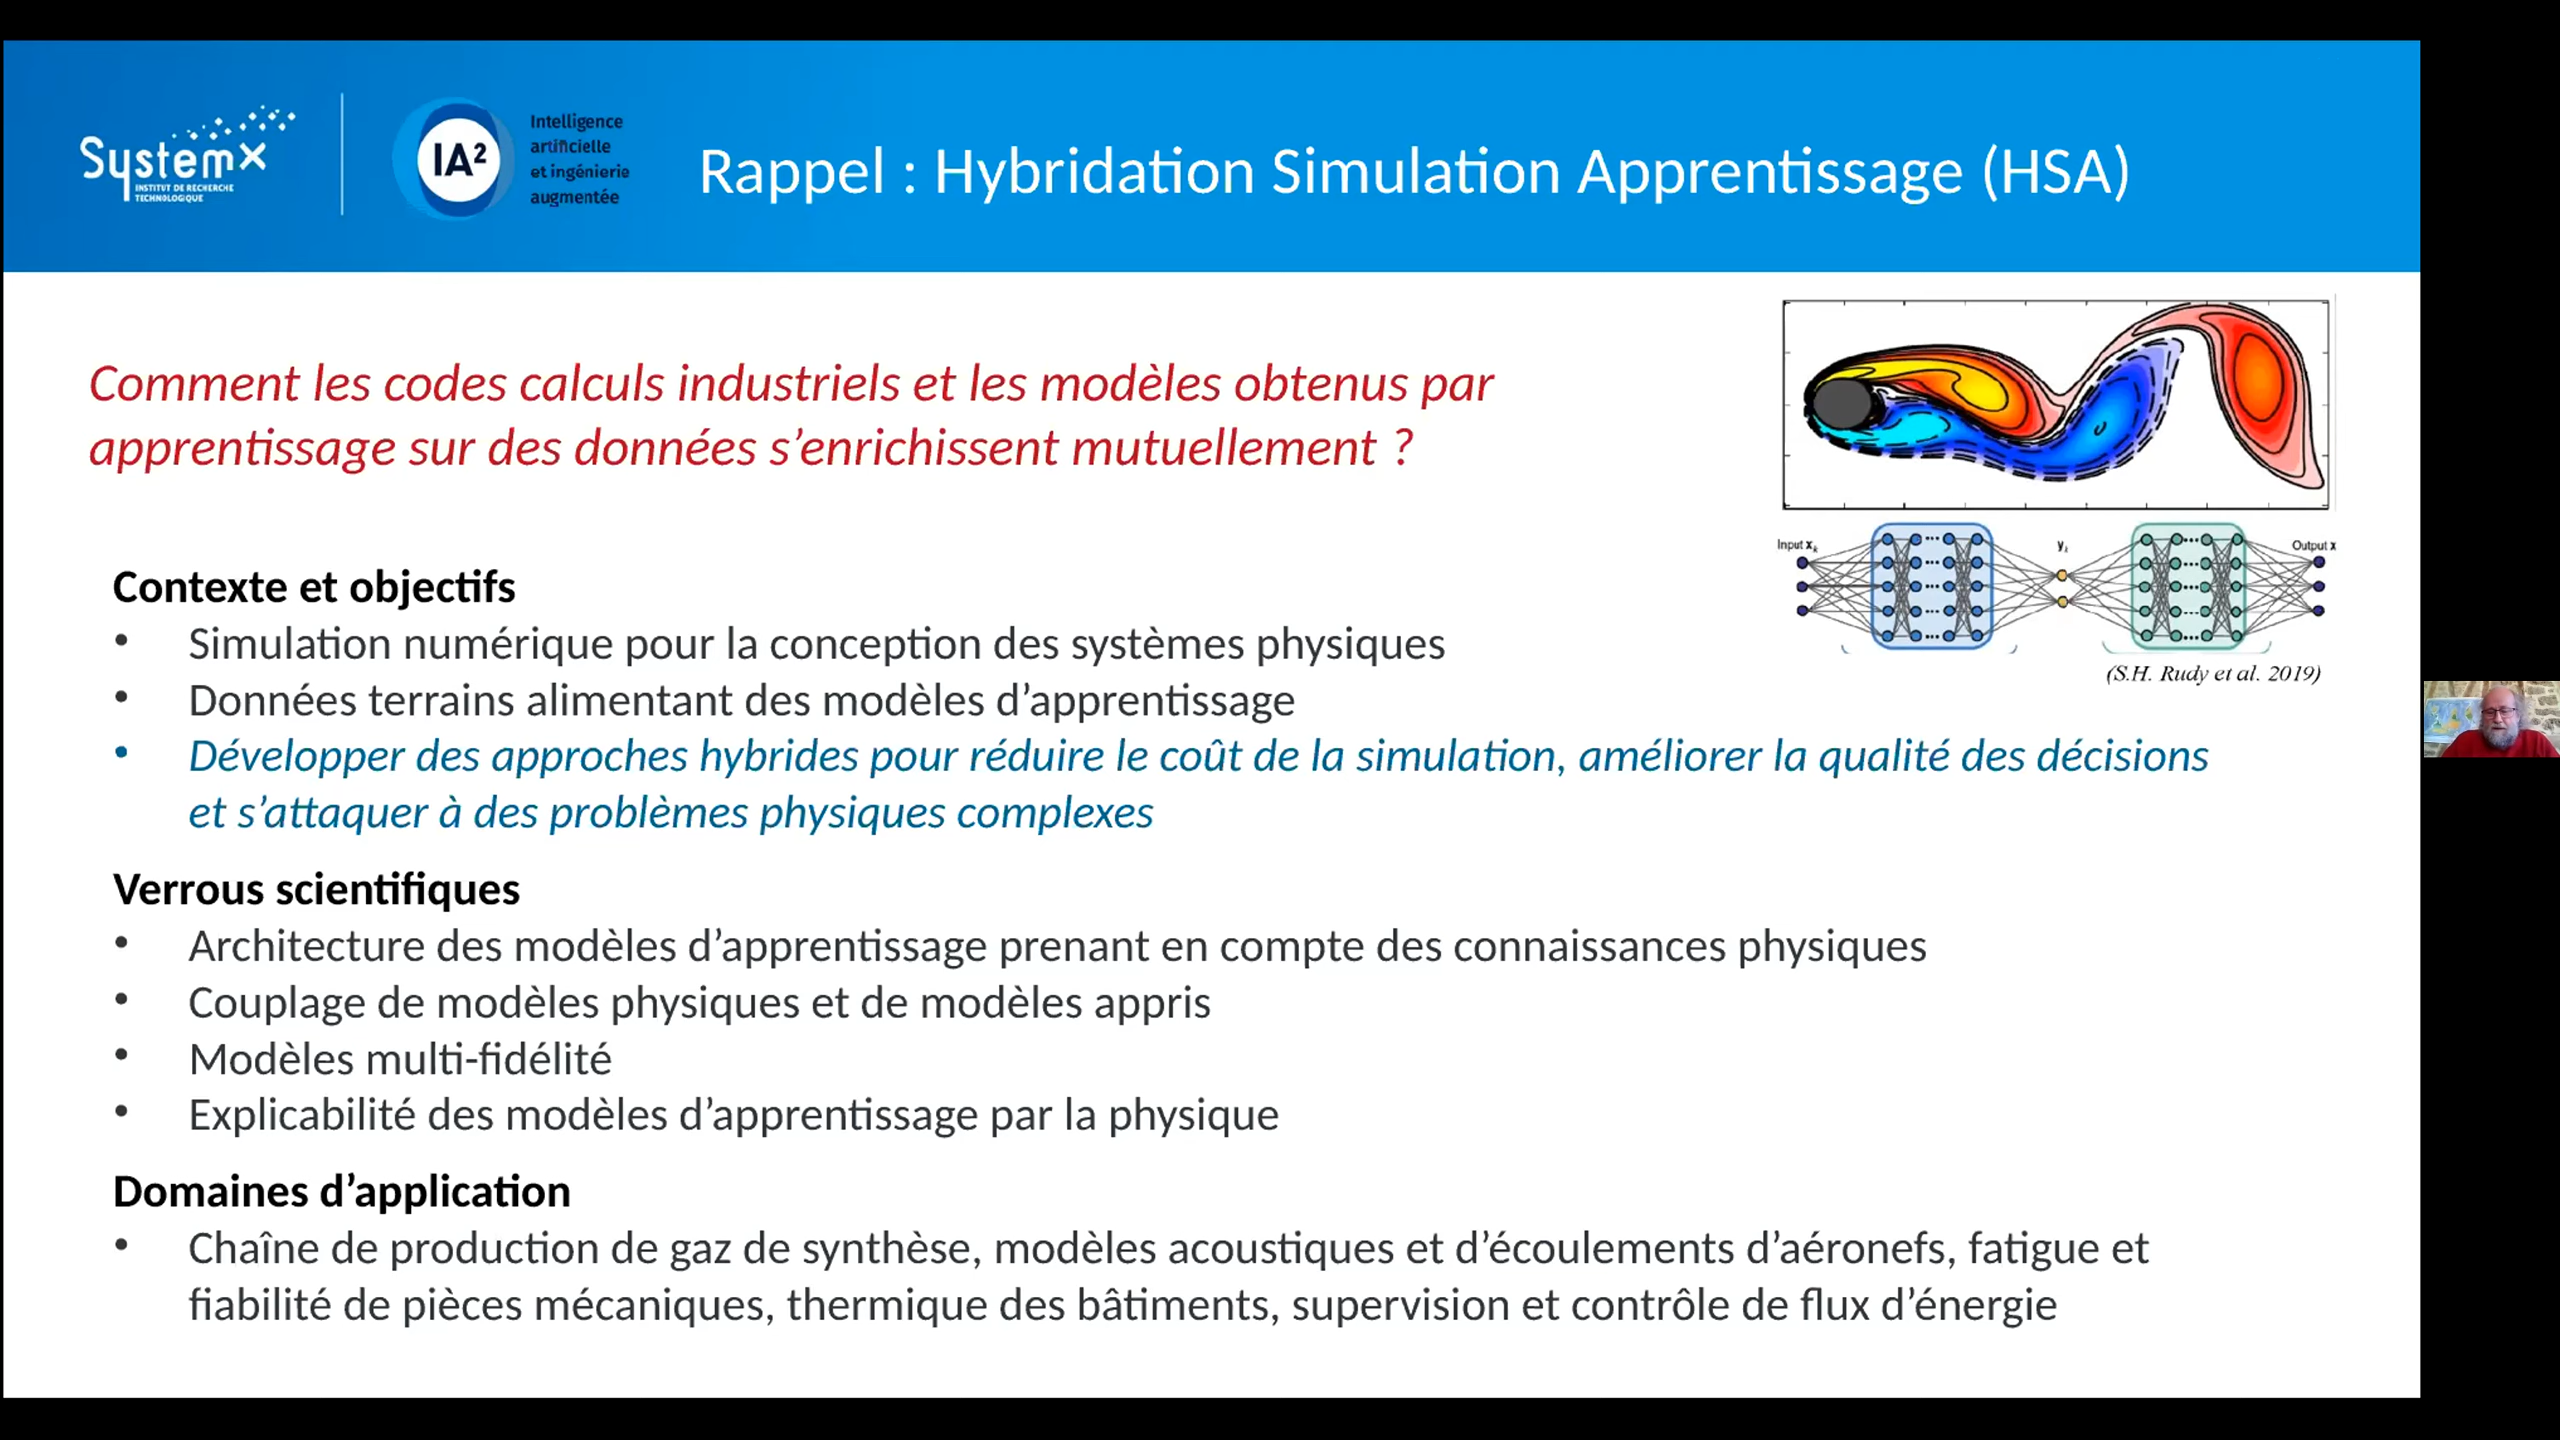 SystemX
INSTITUT DE RECHERCHE
TECHNOLOGIQUE
IA²
Intelligence
artificielle
et ingénierie
augmentée
Rappel : Hybridation Simulation Apprentissage (HSA)
Comment les codes calculs industriels et les modèles obtenus par
apprentissage sur des données s’enrichissent mutuellement ?
Input xₖ
yₖ
Output x
(S.H. Rudy et al. 2019)
Contexte et objectifs
• Simulation numérique pour la conception des systèmes physiques
• Données terrains alimentant des modèles d’apprentissage
• Développer des approches hybrides pour réduire le coût de la simulation, améliorer la qualité des décisions
et s’attaquer à des problèmes physiques complexes
Verrous scientifiques
• Architecture des modèles d’apprentissage prenant en compte des connaissances physiques
• Couplage de modèles physiques et de modèles appris
• Modèles multi-fidélité
• Explicabilité des modèles d’apprentissage par la physique
Domaines d’application
• Chaîne de production de gaz de synthèse, modèles acoustiques et d’écoulements d’aéronefs, fatigue et
fiabilité de pièces mécaniques, thermique des bâtiments, supervision et contrôle de flux d’énergie